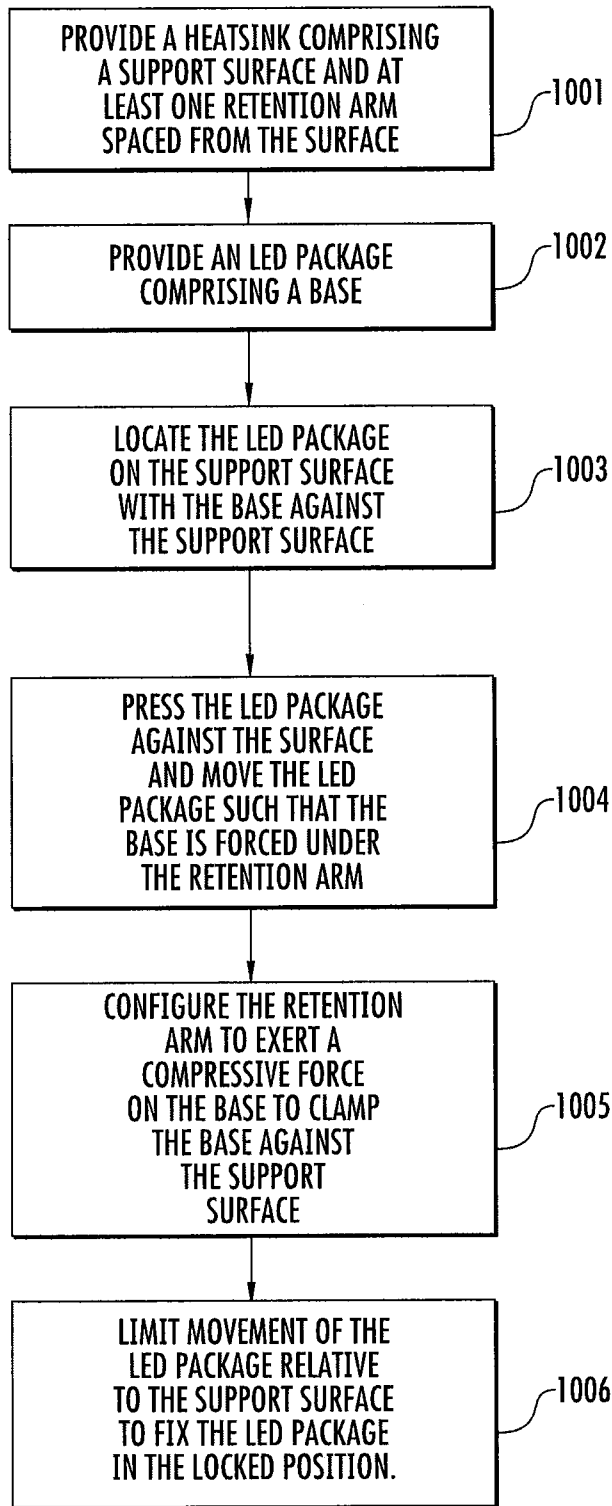 PROVIDE A HEATSINK COMPRISING
A SUPPORT SURFACE AND AT
LEAST ONE RETENTION ARM
SPACED FROM THE SURFACE
1001
PROVIDE AN LED PACKAGE
COMPRISING A BASE
1002
LOCATE THE LED PACKAGE
ON THE SUPPORT SURFACE
WITH THE BASE AGAINST
THE SUPPORT SURFACE
1003
PRESS THE LED PACKAGE
AGAINST THE SURFACE
AND MOVE THE LED
PACKAGE SUCH THAT THE
BASE IS FORCED UNDER
THE RETENTION ARM
1004
CONFIGURE THE RETENTION
ARM TO EXERT A
COMPRESSIVE FORCE
ON THE BASE TO CLAMP
THE BASE AGAINST
THE SUPPORT
SURFACE
1005
LIMIT MOVEMENT OF THE
LED PACKAGE RELATIVE
TO THE SUPPORT SURFACE
TO FIX THE LED PACKAGE
IN THE LOCKED POSITION.
1006